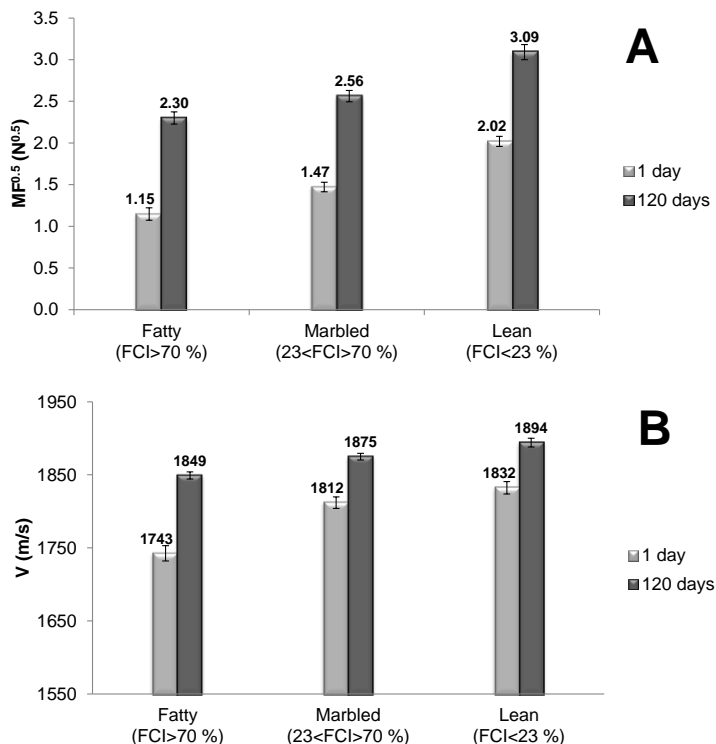 A
3.5
3.0
2.5
2.0
1.5
1.0
0.5
0.0
MF0.5 (N0.5)
1.15
2.30
1.47
2.56
2.02
3.09
1 day
120 days
Fatty
(FCI>70 %)
Marbled
(23<FCI>70 %)
Lean
(FCI<23 %)
B
1950
1850
1750
1650
1550
V (m/s)
1743
1849
1812
1875
1832
1894
1 day
120 days
Fatty
(FCI>70 %)
Marbled
(23<FCI>70 %)
Lean
(FCI<23 %)